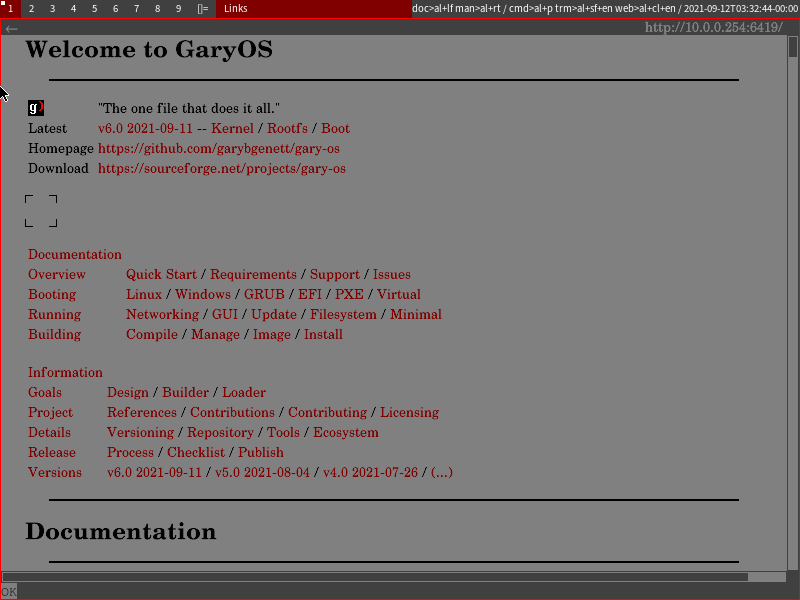 1 2 3 4 5 6 7 8 9 []= Links doc>al+lf man>al+rt / cmd>al+p trm>al+sf+en web>al+cl+en / 2021-09-12T03:32:44-00:00
← http://10.0.0.254:6419/
Welcome to GaryOS
g) "The one file that does it all."
Latest v6.0 2021-09-11 -- Kernel / Rootfs / Boot
Homepage https://github.com/garybgenett/gary-os
Download https://sourceforge.net/projects/gary-os
Documentation
Overview Quick Start / Requirements / Support / Issues
Booting Linux / Windows / GRUB / EFI / PXE / Virtual
Running Networking / GUI / Update / Filesystem / Minimal
Building Compile / Manage / Image / Install
Information
Goals Design / Builder / Loader
Project References / Contributions / Contributing / Licensing
Details Versioning / Repository / Tools / Ecosystem
Release Process / Checklist / Publish
Versions v6.0 2021-09-11 / v5.0 2021-08-04 / v4.0 2021-07-26 / (...)
Documentation
OK